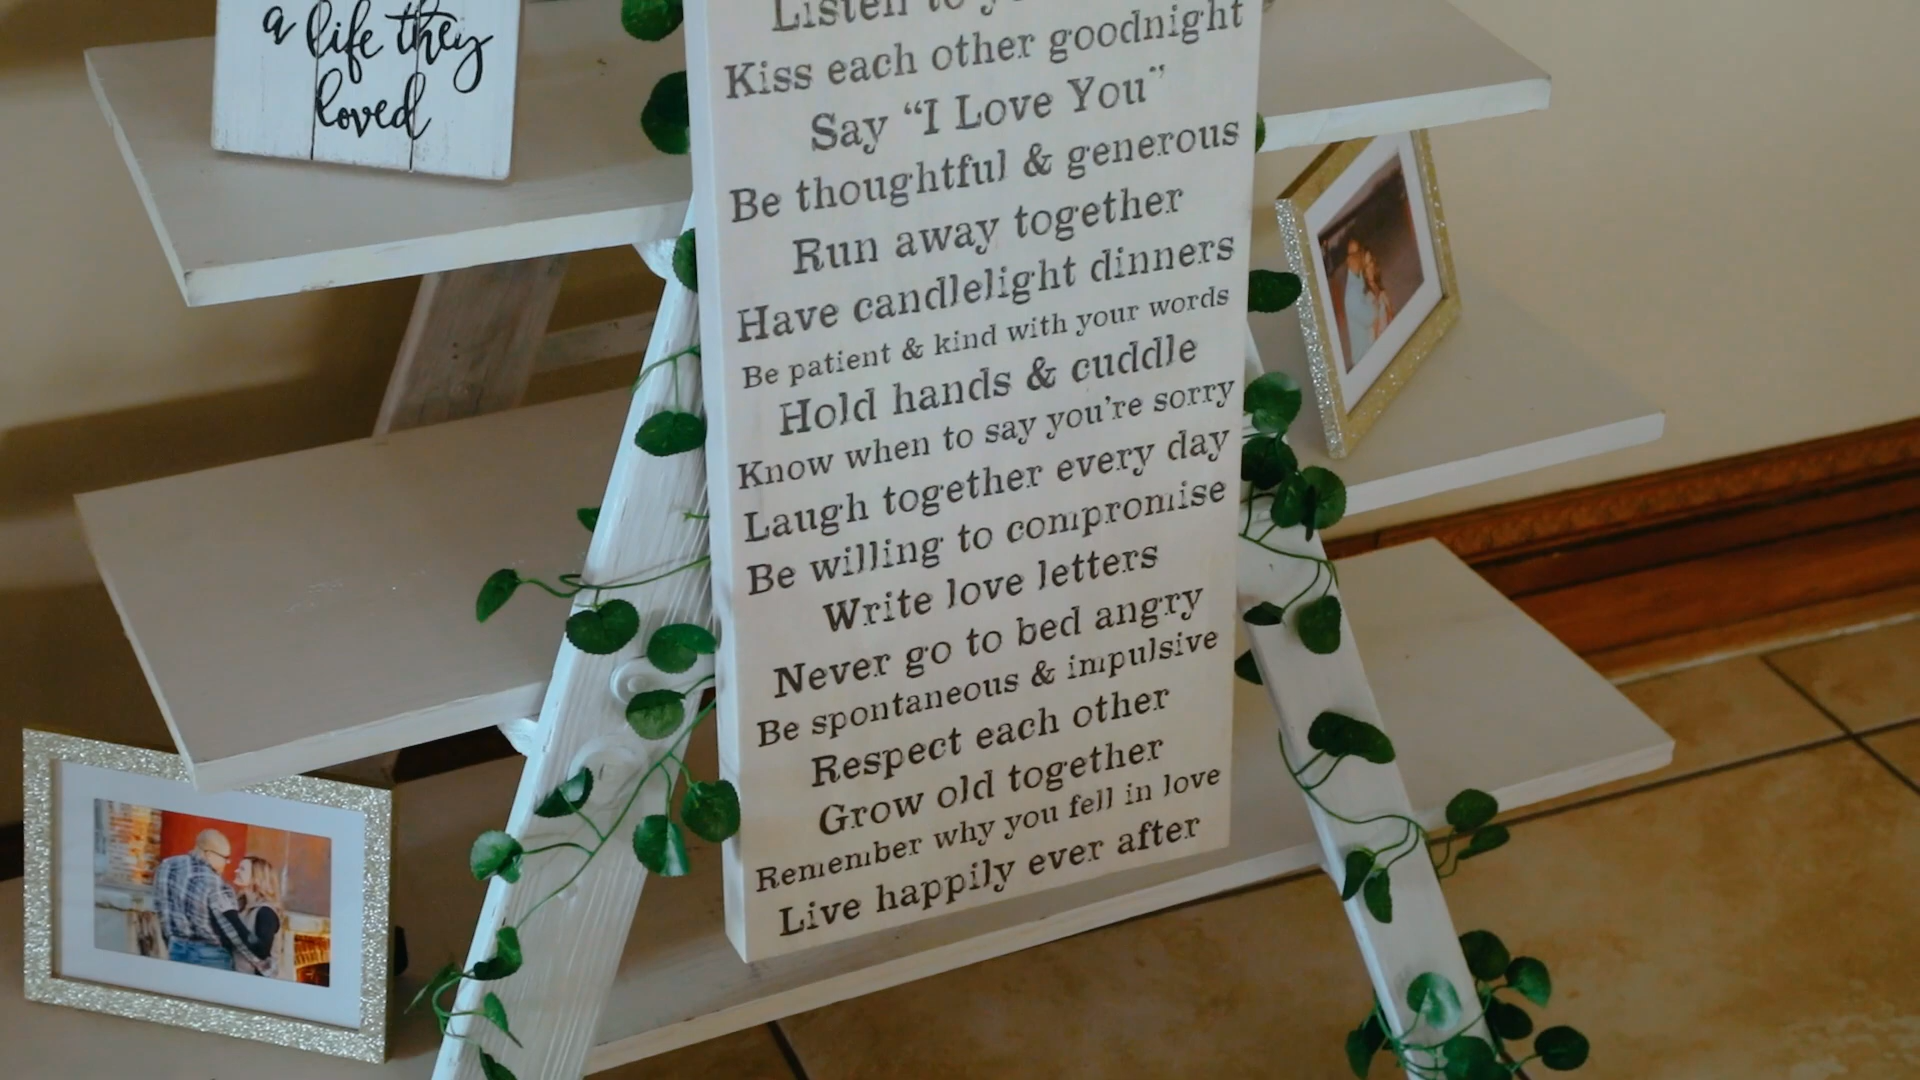 a life they
loved
Listen to
Kiss each other goodnight
Say “I Love You”
Be thoughtful & generous
Run away together
Have candlelight dinners
Be patient & kind with your words
Hold hands & cuddle
Know when to say you're sorry
Laugh together every day
Be willing to compromise
Write love letters
Never go to bed angry
Be spontaneous & impulsive
Respect each other
Grow old together
Remember why you fell in love
Live happily ever after